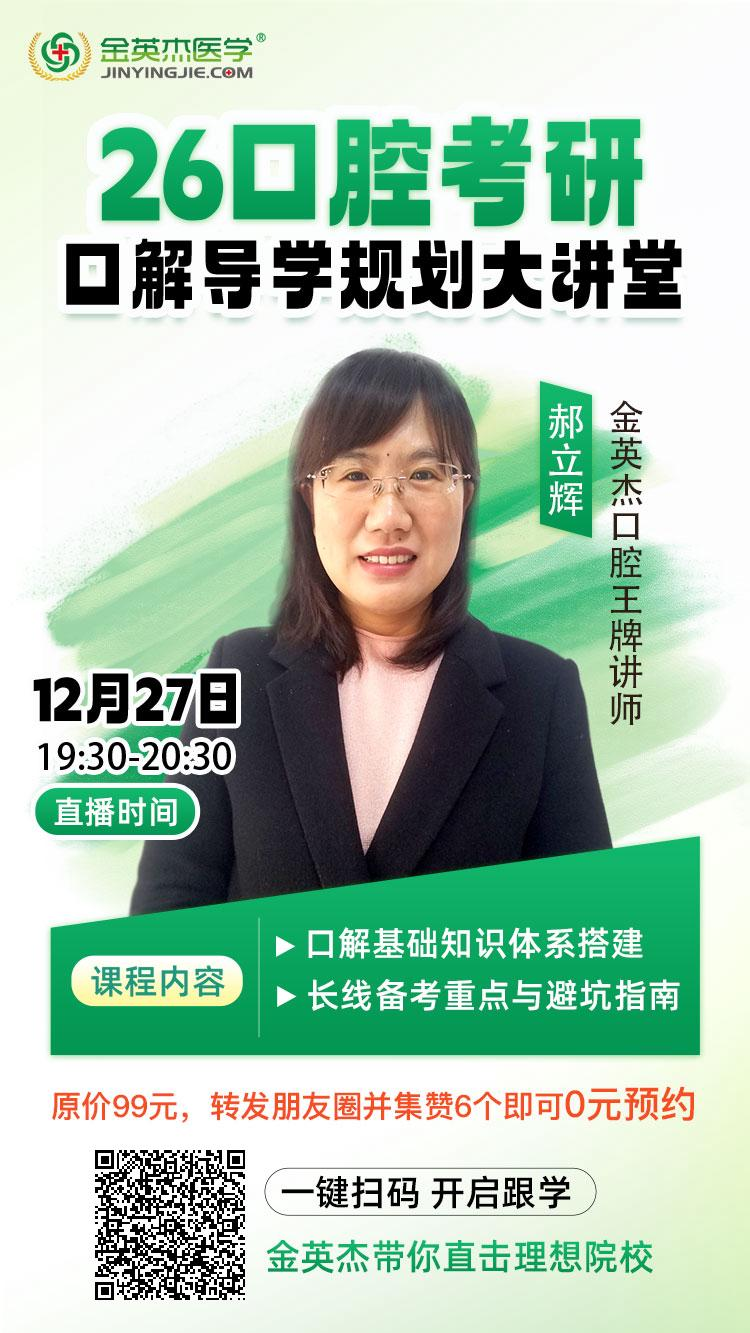 金英杰医学®
JINYINGJIE.COM
26口腔考研
口解导学规划大讲堂
郝立辉
金英杰口腔王牌讲师
12月27日
19:30-20:30
直播时间
课程内容
▶ 口解基础知识体系搭建
▶ 长线备考重点与避坑指南
原价99元，转发朋友圈并集赞6个即可0元预约
一键扫码 开启跟学
金英杰带你直击理想院校